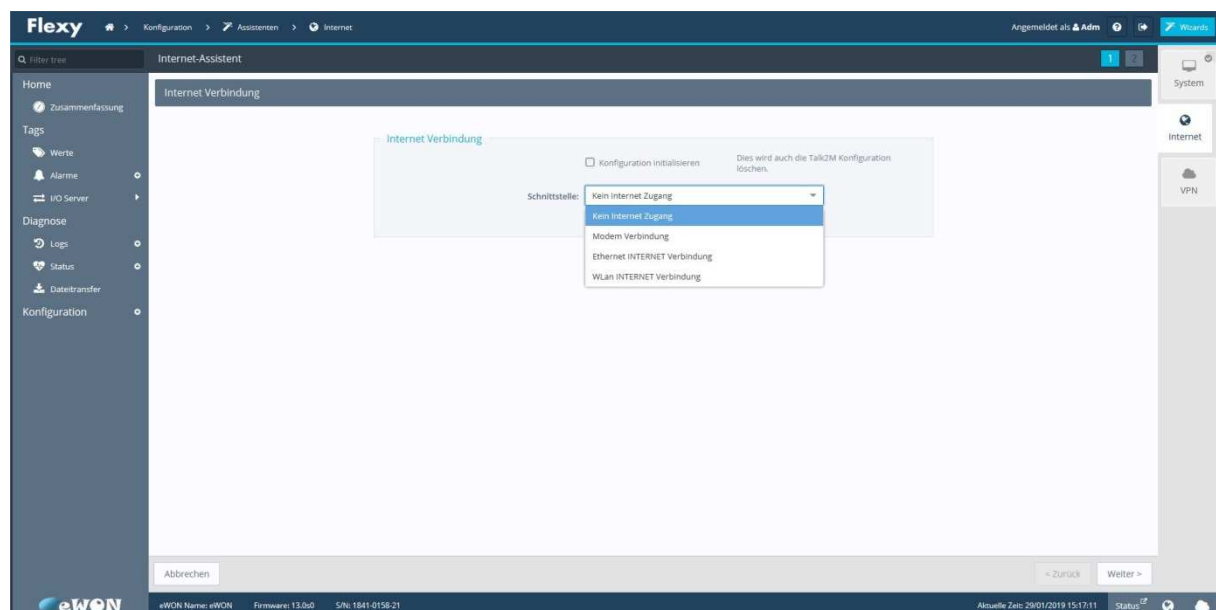 Flexy
Konfiguration > Assistenten > Internet
Angemeldet als Adm
Wizards
Filter tree
Internet-Assistent
1 2
System
Home
Internet Verbindung
Zusammenfassung
Internet
Tags
Internet Verbindung
Werte
Konfiguration initialisieren
Dies wird auch die Talk2M Konfiguration
löschen.
Alarme
VPN
I/O Server
Schnittstelle:
Kein Internet Zugang
Kein Internet Zugang
Diagnose
Modem Verbindung
Logs
Ethernet INTERNET Verbindung
Status
WLan INTERNET Verbindung
Dateitransfer
Konfiguration
Abbrechen
< Zurück
Weiter >
eWON
eWON Name: eWON Firmware: 13.0s0 S/N: 1841-0158-21
Aktuelle Zeit: 29/01/2019 15:17:11
Status